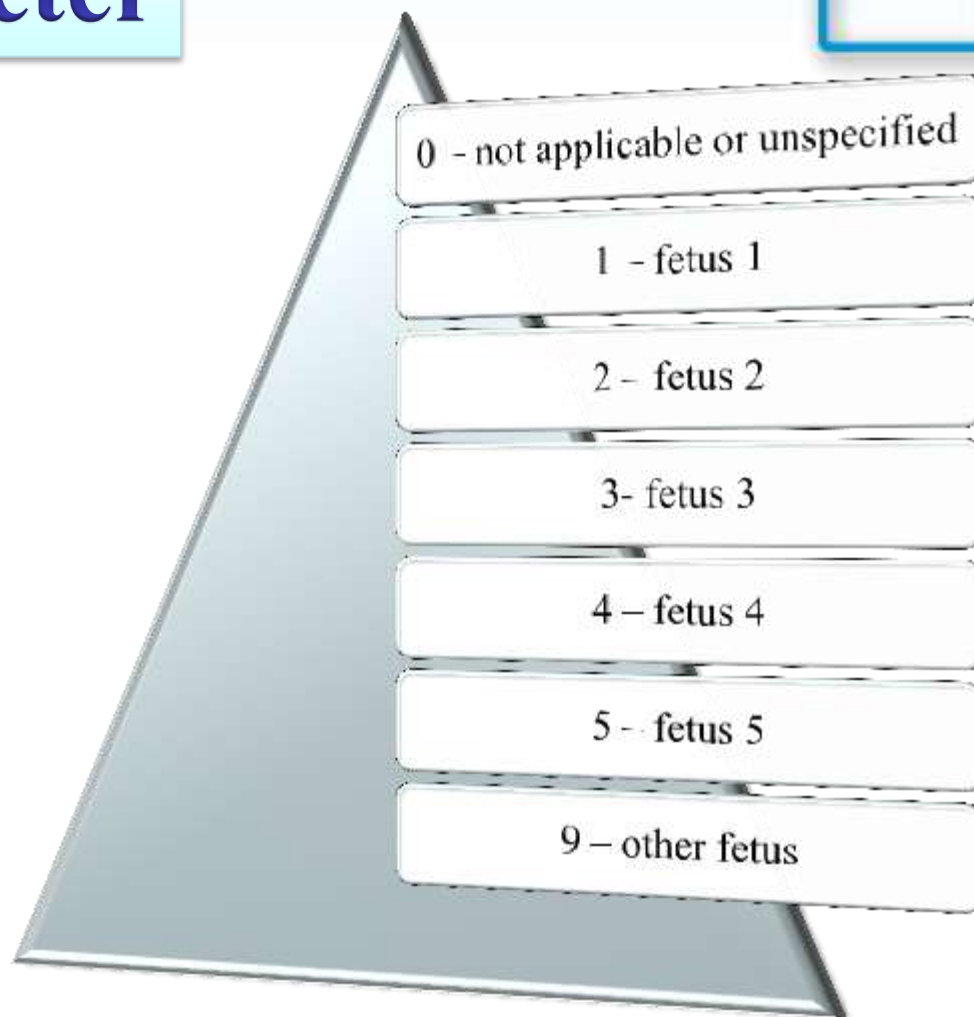 0 - not applicable or unspecified
1 - fetus 1
2 - fetus 2
3- fetus 3
4 – fetus 4
5 - fetus 5
9 – other fetus